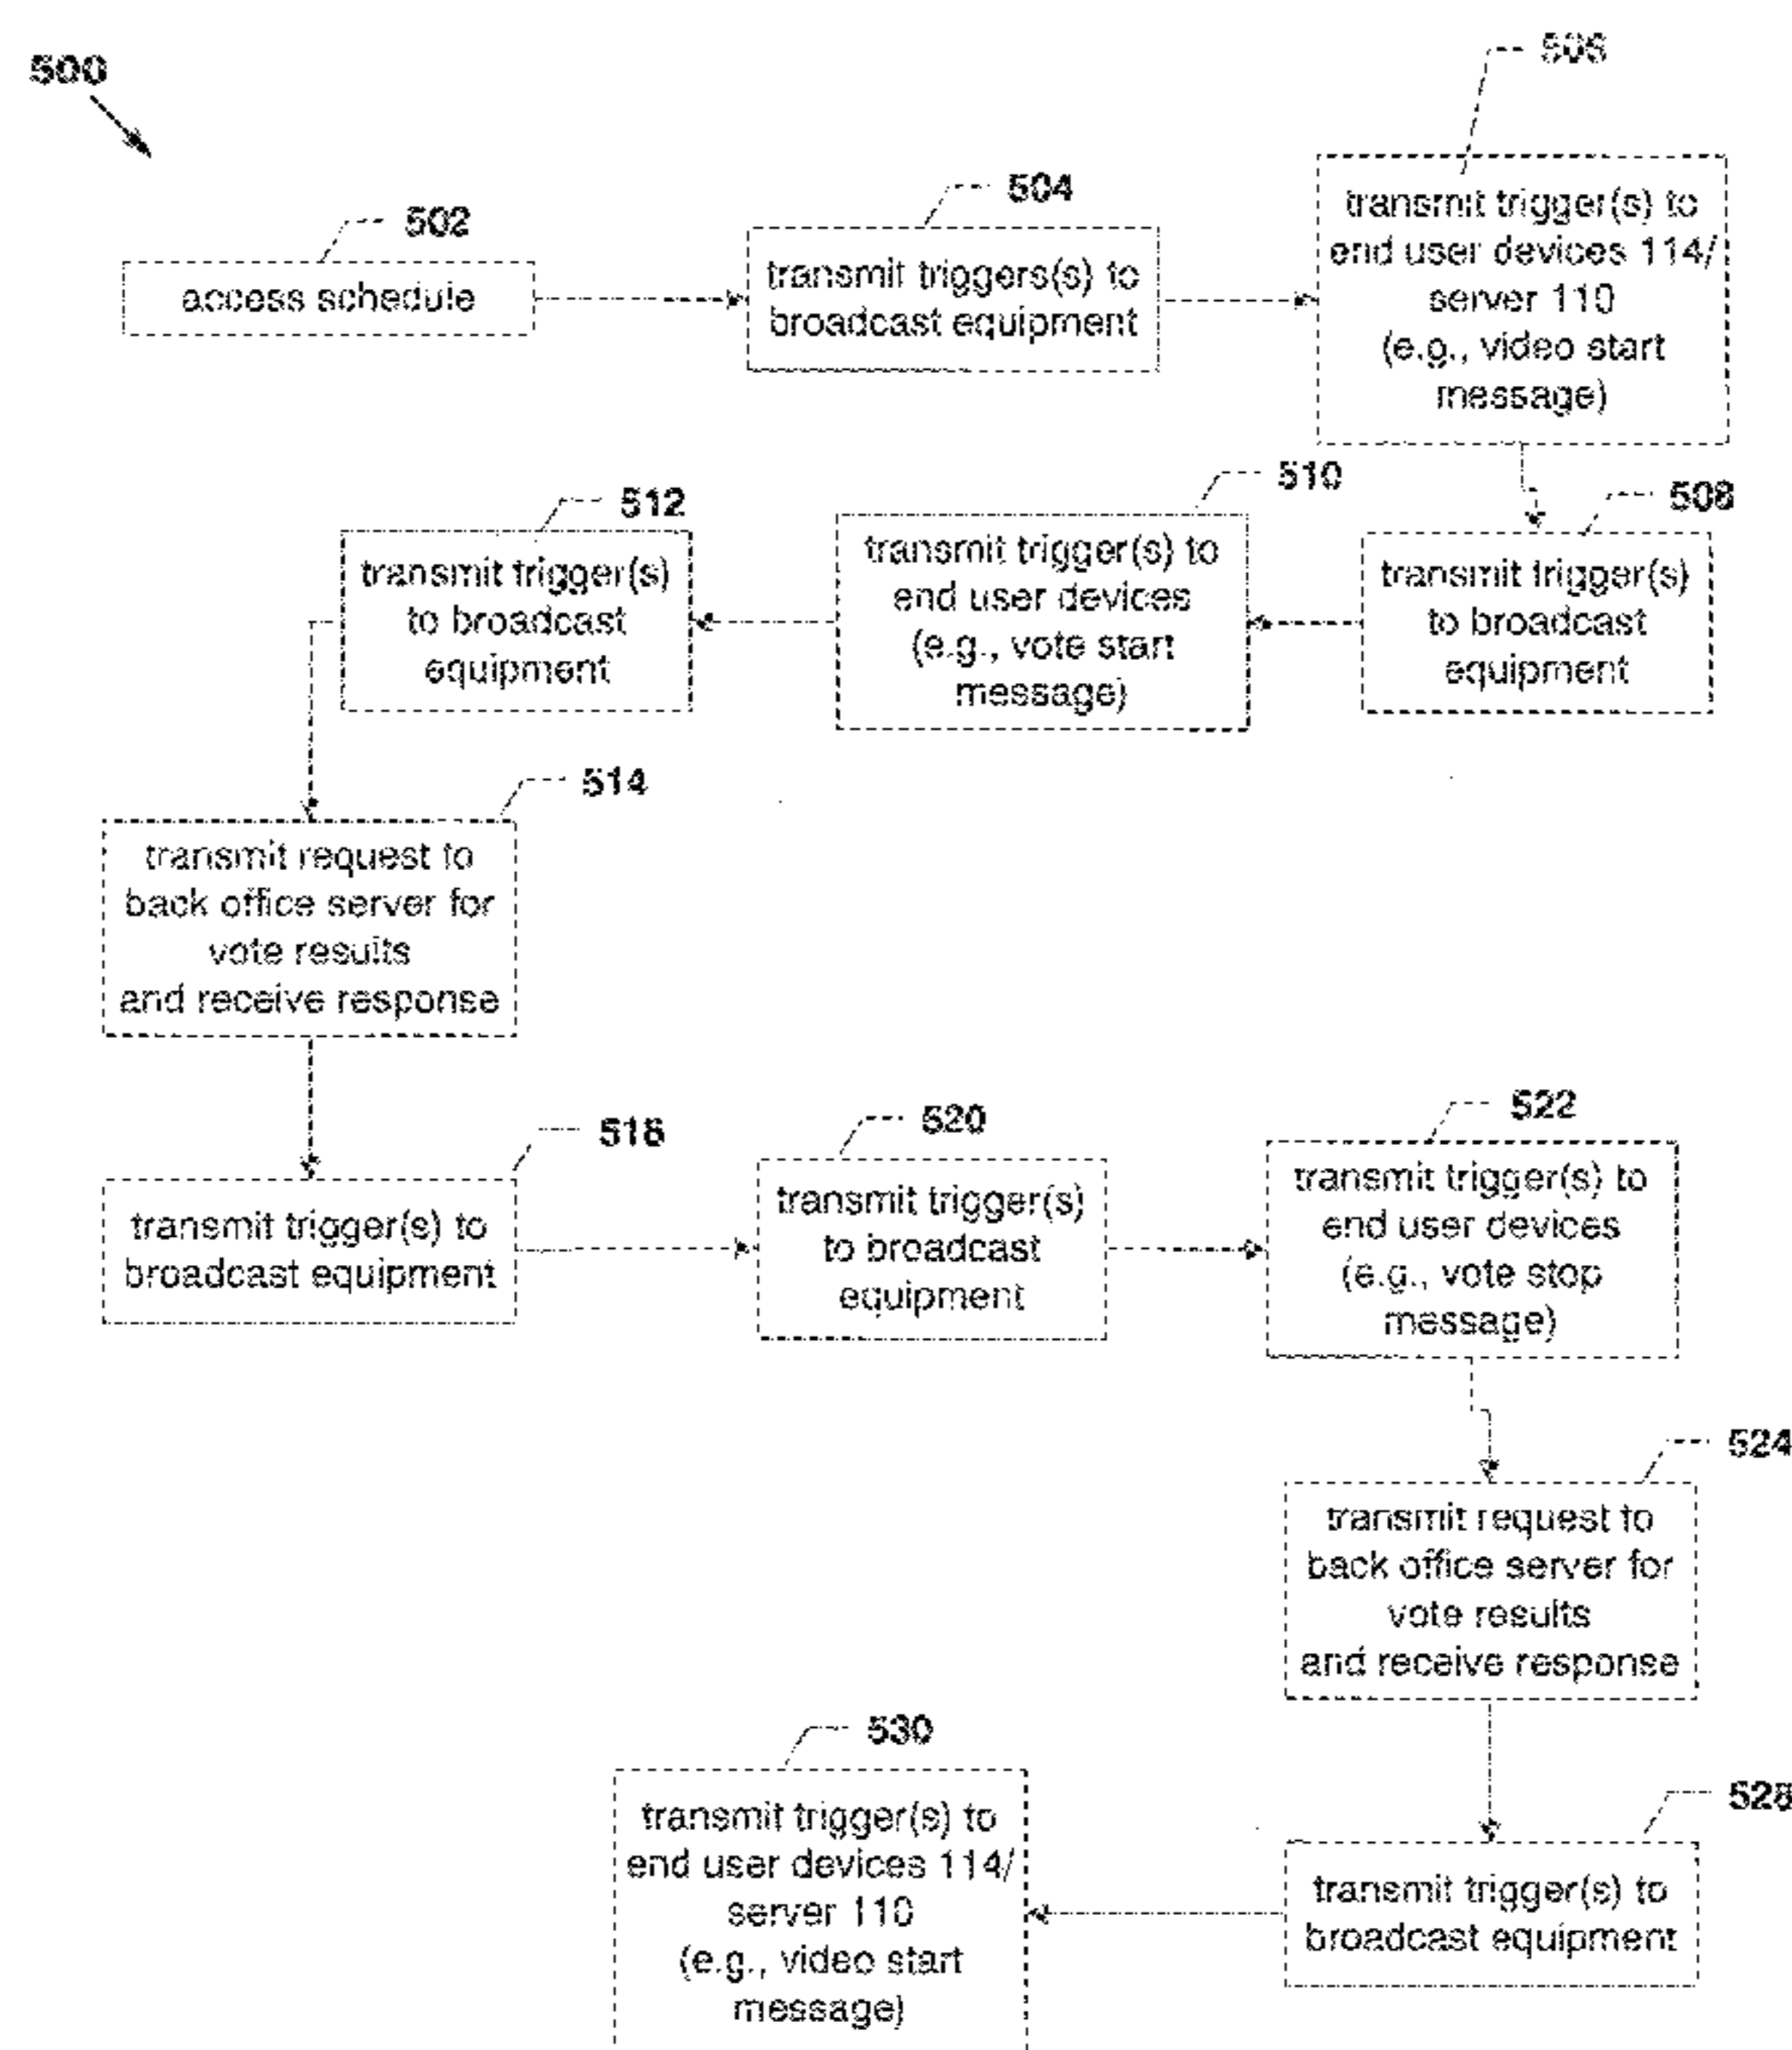 500
502
access schedule
504
transmit triggers(s) to
broadcast equipment
506
transmit trigger(s) to
end user devices 114/
server 110
(e.g., video start
message)
508
transmit trigger(s)
to broadcast
equipment
510
transmit trigger(s) to
end user devices
(e.g., vote start
message)
512
transmit trigger(s)
to broadcast
equipment
514
transmit request to
back office server for
vote results
and receive response
518
transmit trigger(s) to
broadcast equipment
520
transmit trigger(s)
to broadcast
equipment
522
transmit trigger(s) to
end user devices
(e.g., vote stop
message)
524
transmit request to
back office server for
vote results
and receive response
528
transmit trigger(s) to
broadcast equipment
530
transmit trigger(s) to
end user devices 114/
server 110
(e.g., video start
message)